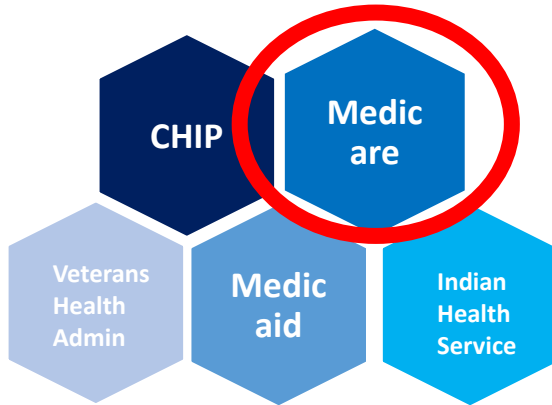 CHIP
Medic
are
Veterans
Health
Admin
Medic
aid
Indian
Health
Service